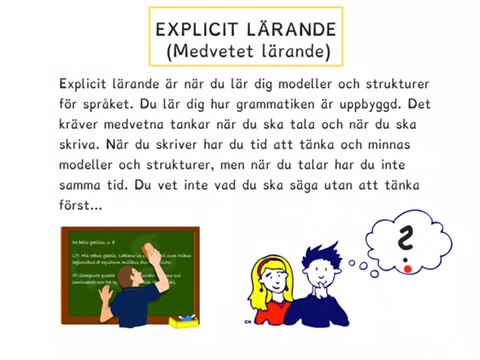 EXPLICIT LÄRANDE
(Medvetet lärande)
Explicit lärande är när du lär dig modeller och strukturer
för språket. Du lär dig hur grammatiken är uppbyggd. Det
kräver medvetna tankar när du ska tala och när du ska
skriva. När du skriver har du tid att tänka och minnas
modeller och strukturer, men när du talar har du inte
samma tid. Du vet inte vad du ska säga utan att tänka
först...
?